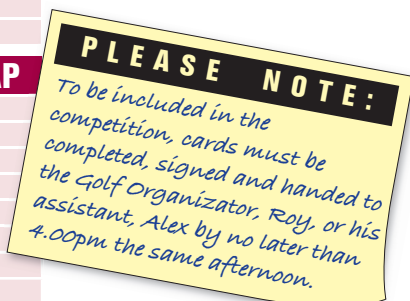 AP
PLEASE NOTE:
To be included in the
competition, cards must be
completed, signed and handed to
the Golf Organizator, Roy, or his
assistant, Alex by no later than
4.00pm the same afternoon.